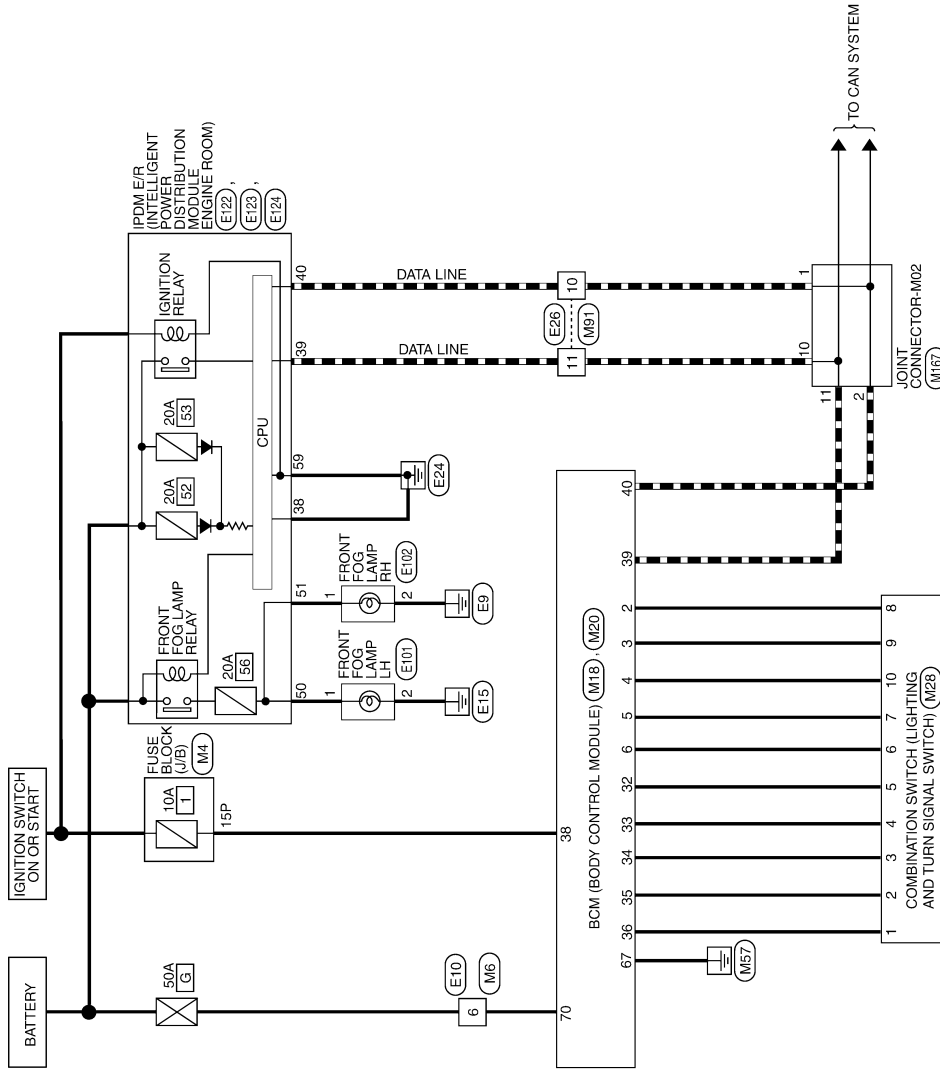 BATTERY
IGNITION SWITCH
ON OR START
50A
G
FUSE
BLOCK
(J/B)
M4
10A
1
15P
FRONT
FOG LAMP
RELAY
20A
56
20A
52
20A
53
IGNITION
RELAY
CPU
IPDM E/R
(INTELLIGENT
POWER
DISTRIBUTION
MODULE
ENGINE ROOM)
E122 ,
E123 ,
E124
50
51
38
59
39
40
1
FRONT
FOG
LAMP
LH
E101
2
E15
1
FRONT
FOG
LAMP
RH
E102
2
E9
E24
DATA LINE
DATA LINE
E10
6
M6
E26
11
10
M91
70
38
39
40
BCM (BODY CONTROL MODULE) M18 , M20
67
36
35
34
33
32
6
5
4
3
2
M57
1
2
3
4
5
6
7
10
9
8
COMBINATION SWITCH (LIGHTING
AND TURN SIGNAL SWITCH) M28
10
1
11
2
JOINT
CONNECTOR-M02
M167
TO CAN SYSTEM